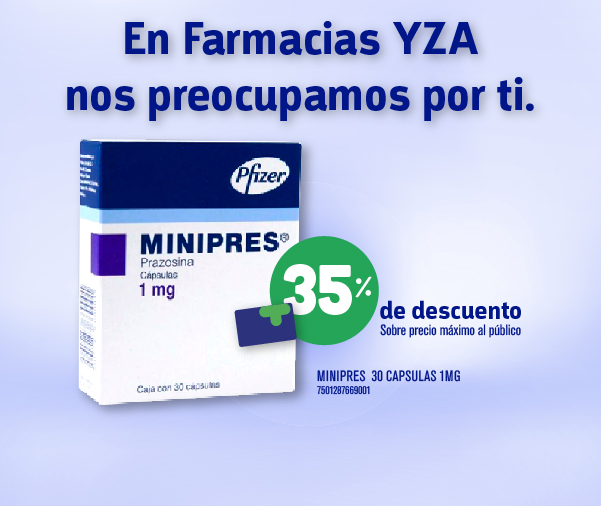 En Farmacias YZA
nos preocupamos por ti.
Pfizer
MINIPRES®
Prazosina
Cápsulas
1 mg
Caja con 30 cápsulas
35%
de descuento
Sobre precio máximo al público
MINIPRES 30 CAPSULAS 1MG
7501287669001